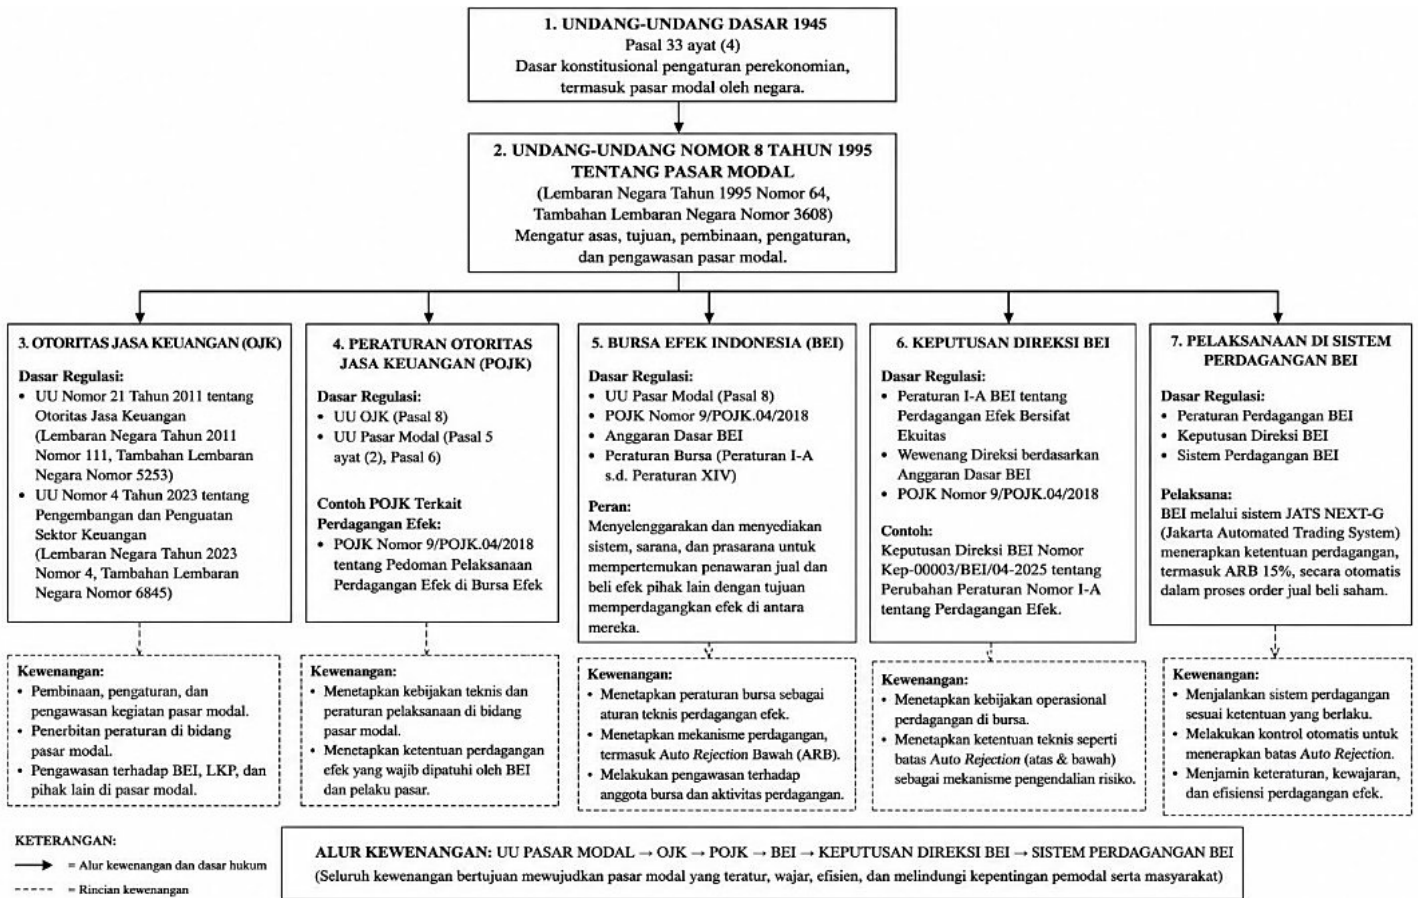 1. UNDANG-UNDANG DASAR 1945
Pasal 33 ayat (4)
Dasar konstitusional pengaturan perekonomian,
termasuk pasar modal oleh negara.
2. UNDANG-UNDANG NOMOR 8 TAHUN 1995
TENTANG PASAR MODAL
(Lembaran Negara Tahun 1995 Nomor 64,
Tambahan Lembaran Negara Nomor 3608)
Mengatur asas, tujuan, pembinaan, pengaturan,
dan pengawasan pasar modal.
3. OTORITAS JASA KEUANGAN (OJK)
Dasar Regulasi:
• UU Nomor 21 Tahun 2011 tentang
Otoritas Jasa Keuangan
(Lembaran Negara Tahun 2011
Nomor 111, Tambahan Lembaran
Negara Nomor 5253)
• UU Nomor 4 Tahun 2023 tentang
Pengembangan dan Penguatan
Sektor Keuangan
(Lembaran Negara Tahun 2023
Nomor 4, Tambahan Lembaran
Negara Nomor 6845)
Kewenangan:
• Pembinaan, pengaturan, dan
pengawasan kegiatan pasar modal.
• Penerbitan peraturan di bidang
pasar modal.
• Pengawasan terhadap BEI, LKP, dan
pihak lain di pasar modal.
4. PERATURAN OTORITAS
JASA KEUANGAN (POJK)
Dasar Regulasi:
• UU OJK (Pasal 8)
• UU Pasar Modal (Pasal 5
ayat (2), Pasal 6)
Contoh POJK Terkait
Perdagangan Efek:
• POJK Nomor 9/POJK.04/2018
tentang Pedoman Pelaksanaan
Perdagangan Efek di Bursa Efek
Kewenangan:
• Menetapkan kebijakan teknis dan
peraturan pelaksanaan di bidang
pasar modal.
• Menetapkan ketentuan perdagangan
efek yang wajib dipatuhi oleh BEI
dan pelaku pasar.
5. BURSA EFEK INDONESIA (BEI)
Dasar Regulasi:
• UU Pasar Modal (Pasal 8)
• POJK Nomor 9/POJK.04/2018
• Anggaran Dasar BEI
• Peraturan Bursa (Peraturan I-A
s.d. Peraturan XIV)
Peran:
Menyelenggarakan dan menyediakan
sistem, sarana, dan prasarana untuk
mempertemukan penawaran jual dan
beli efek pihak lain dengan tujuan
memperdagangkan efek di antara
mereka.
Kewenangan:
• Menetapkan peraturan bursa sebagai
aturan teknis perdagangan efek.
• Menetapkan mekanisme perdagangan,
termasuk Auto Rejection Bawah (ARB).
• Melakukan pengawasan terhadap
anggota bursa dan aktivitas perdagangan.
6. KEPUTUSAN DIREKSI BEI
Dasar Regulasi:
• Peraturan I-A BEI tentang
Perdagangan Efek Bersifat
Ekuitas
• Wewenang Direksi berdasarkan
Anggaran Dasar BEI
• POJK Nomor 9/POJK.04/2018
Contoh:
Keputusan Direksi BEI Nomor
Kep-00003/BEI/04-2025 tentang
Perubahan Peraturan Nomor I-A
tentang Perdagangan Efek.
Kewenangan:
• Menetapkan kebijakan operasional
perdagangan di bursa.
• Menetapkan ketentuan teknis seperti
batas Auto Rejection (atas & bawah)
sebagai mekanisme pengendalian risiko.
7. PELAKSANAAN DI SISTEM
PERDAGANGAN BEI
Dasar Regulasi:
• Peraturan Perdagangan BEI
• Keputusan Direksi BEI
• Sistem Perdagangan BEI
Pelaksana:
BEI melalui sistem JATS NEXT-G
(Jakarta Automated Trading System)
menerapkan ketentuan perdagangan,
termasuk ARB 15%, secara otomatis
dalam proses order jual beli saham.
Kewenangan:
• Menjalankan sistem perdagangan
sesuai ketentuan yang berlaku.
• Melakukan kontrol otomatis untuk
menerapkan batas Auto Rejection.
• Menjamin keteraturan, kewajaran,
dan efisiensi perdagangan efek.
KETERANGAN:
= Alur kewenangan dan dasar hukum
= Rincian kewenangan
ALUR KEWENANGAN: UU PASAR MODAL → OJK → POJK → BEI → KEPUTUSAN DIREKSI BEI → SISTEM PERDAGANGAN BEI
(Seluruh kewenangan bertujuan mewujudkan pasar modal yang teratur, wajar, efisien, dan melindungi kepentingan pemodal serta masyarakat)